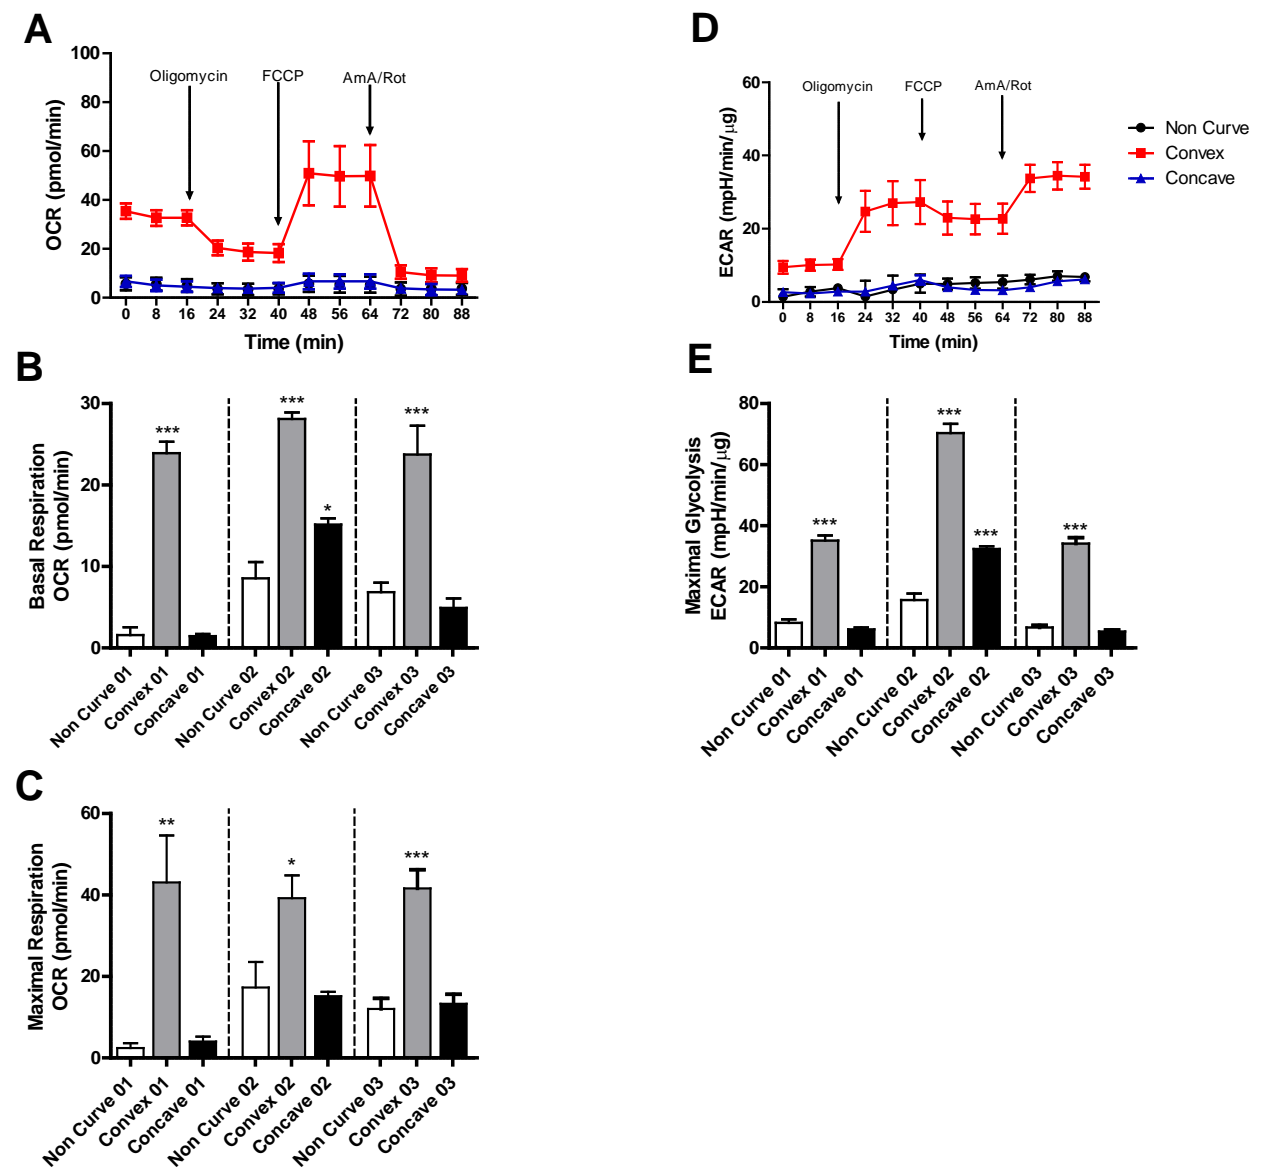 A
100
80
60
40
20
0
OCR (pmol/min)
Oligomycin
FCCP
AmA/Rot
0 8 16 24 32 40 48 56 64 72 80 88
Time (min)
D
60
40
20
0
ECAR (mpH/min/μg)
Oligomycin
FCCP
AmA/Rot
0 8 16 24 32 40 48 56 64 72 80 88
Time (min)
Non Curve
Convex
Concave
B
30
20
10
0
Basal Respiration
OCR (pmol/min)
***
***
*
***
Non Curve 01
Convex 01
Concave 01
Non Curve 02
Convex 02
Concave 02
Non Curve 03
Convex 03
Concave 03
E
80
60
40
20
0
Maximal Glycolysis
ECAR (mpH/min/μg)
***
***
***
***
Non Curve 01
Convex 01
Concave 01
Non Curve 02
Convex 02
Concave 02
Non Curve 03
Convex 03
Concave 03
C
60
40
20
0
Maximal Respiration
OCR (pmol/min)
**
*
***
Non Curve 01
Convex 01
Concave 01
Non Curve 02
Convex 02
Concave 02
Non Curve 03
Convex 03
Concave 03